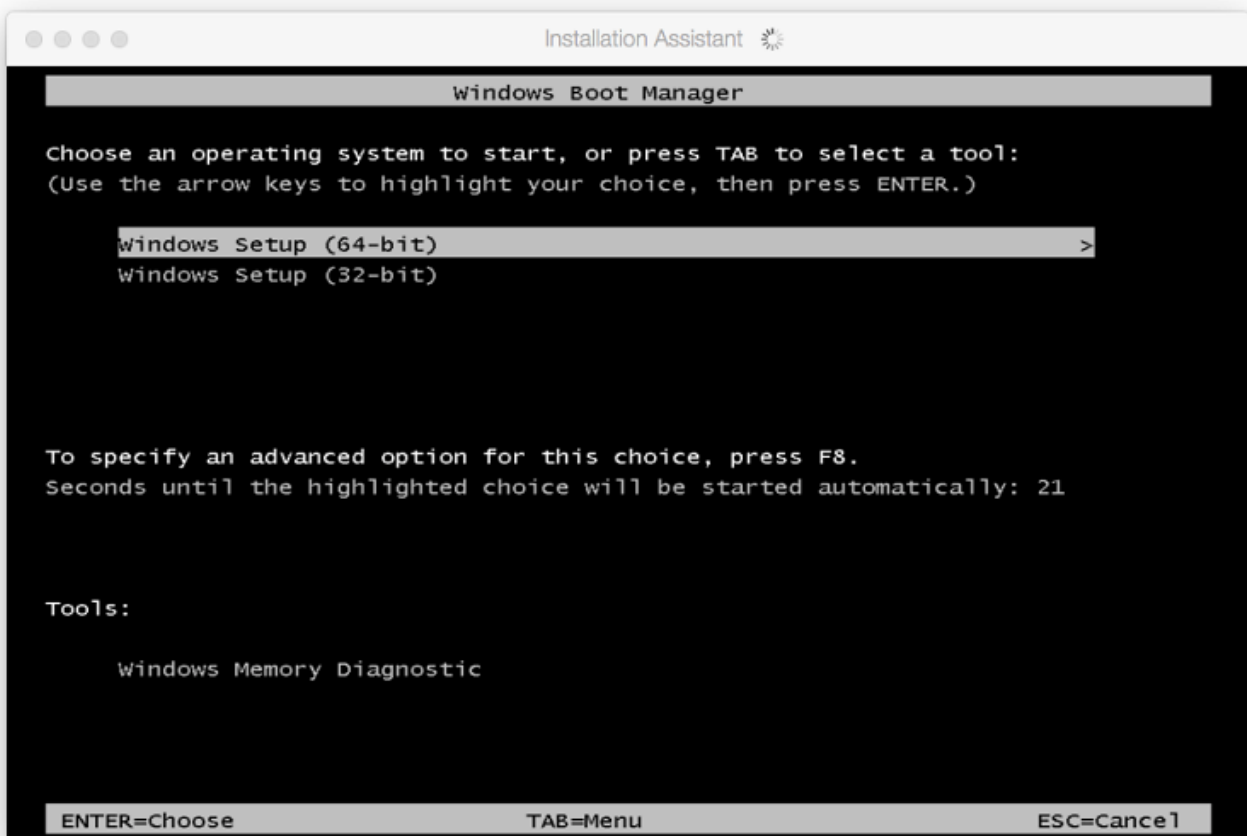 Installation Assistant
Windows Boot Manager
Choose an operating system to start, or press TAB to select a tool:
(Use the arrow keys to highlight your choice, then press ENTER.)
Windows Setup (64-bit) >
Windows Setup (32-bit)
To specify an advanced option for this choice, press F8.
Seconds until the highlighted choice will be started automatically: 21
Tools:
Windows Memory Diagnostic
ENTER=Choose TAB=Menu ESC=Cancel